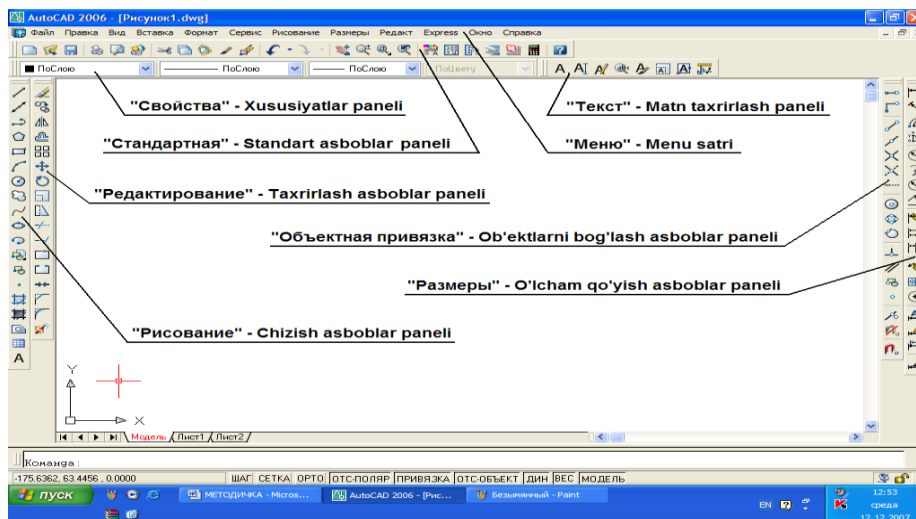 AutoCAD 2006 - [Рисунок1.dwg]
Файл Правка Вид Вставка Формат Сервис Рисование Размеры Редакт Express Окно Справка
ПоСлою ПоСлою ПоСлою ПоЦвету
"Свойства" - Xususiyatlar paneli
"Текст" - Matn taxrirlash paneli
"Стандартная" - Standart asboblar paneli
"Меню" - Menu satri
"Редактирование" - Taxrirlash asboblar paneli
"Объектная привязка" - Ob'ektlarni bog'lash asboblar paneli
"Размеры" - O'lcham qo'yish asboblar paneli
"Рисование" - Chizish asboblar paneli
Y
X
Модель Лист1 Лист2
Команда:
-175.6362, 63.4456, 0.0000 ШАГ СЕТКА ОРТО ОТС-ПОЛЯР ПРИВЯЗКА ОТС-ОБЪЕКТ ДИН ВЕС МОДЕЛЬ
пуск МЕТОДИЧКА - Micros... AutoCAD 2006 - [Рис... Безымянный - Paint
EN
12:53
среда
12.12.2007